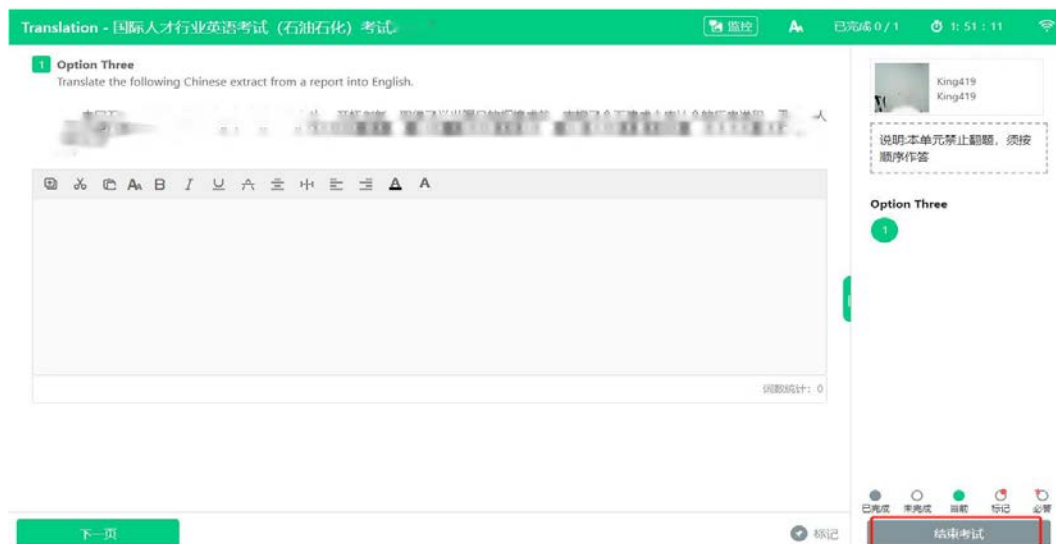 Translation - 国际人才行业英语考试（石油石化）考试
监控
已完成 0 / 1
1: 51 : 11
1 Option Three
Translate the following Chinese extract from a report into English.
人
B I U A A
词数统计：0
King419
King419
说明:本单元禁止翻题，须按
顺序作答
Option Three
1
已完成 未完成 当前 标记 必答
下一页
标记
结束考试